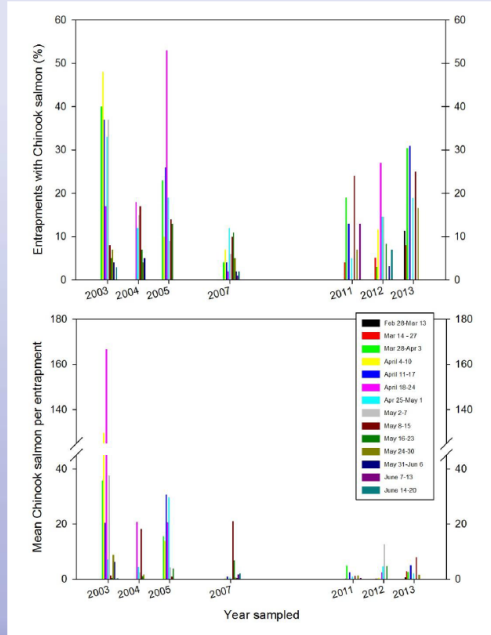 Entrapments with Chinook salmon (%)
60
50
40
30
20
10
0
60
50
40
30
20
10
0
2003
2004
2005
2007
2011
2012
2013
Mean Chinook salmon per entrapment
160
140
40
20
0
160
140
40
20
0
Feb 28-Mar 13
Mar 14 - 27
Mar 28-Apr 3
April 4-10
April 11-17
April 18-24
Apr 25-May 1
May 2-7
May 8-15
May 16-23
May 24-30
May 31-Jun 6
June 7-13
June 14-20
2003
2004
2005
2007
2011
2012
2013
Year sampled